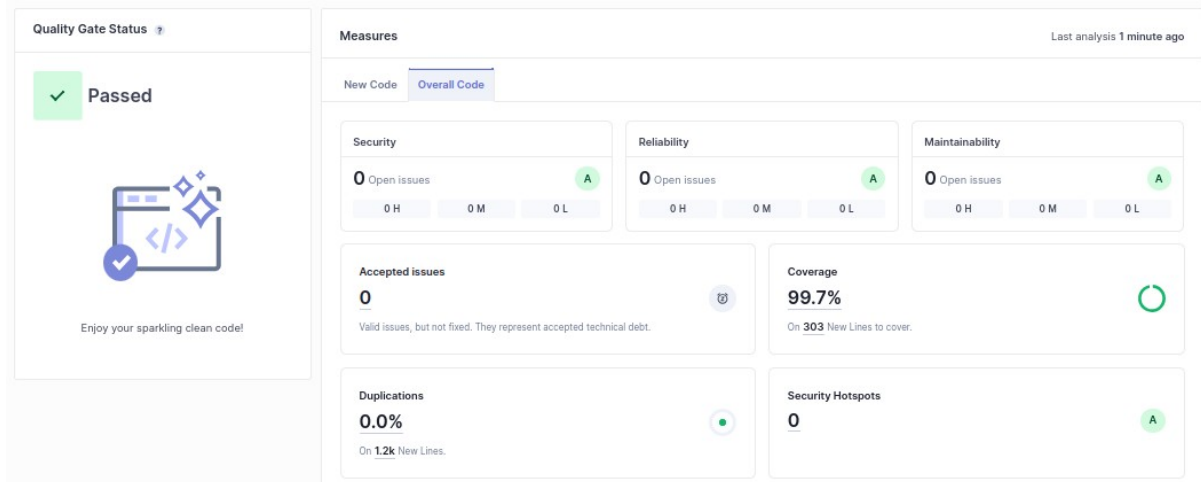 Quality Gate Status ?
Passed
Enjoy your sparkling clean code!
Measures
Last analysis 1 minute ago
New Code
Overall Code
Security
0 Open issues
A
0 H 0 M 0 L
Reliability
0 Open issues
A
0 H 0 M 0 L
Maintainability
0 Open issues
A
0 H 0 M 0 L
Accepted issues
0
Valid issues, but not fixed. They represent accepted technical debt.
Coverage
99.7%
On 303 New Lines to cover.
Duplications
0.0%
On 1.2k New Lines.
Security Hotspots
0
A